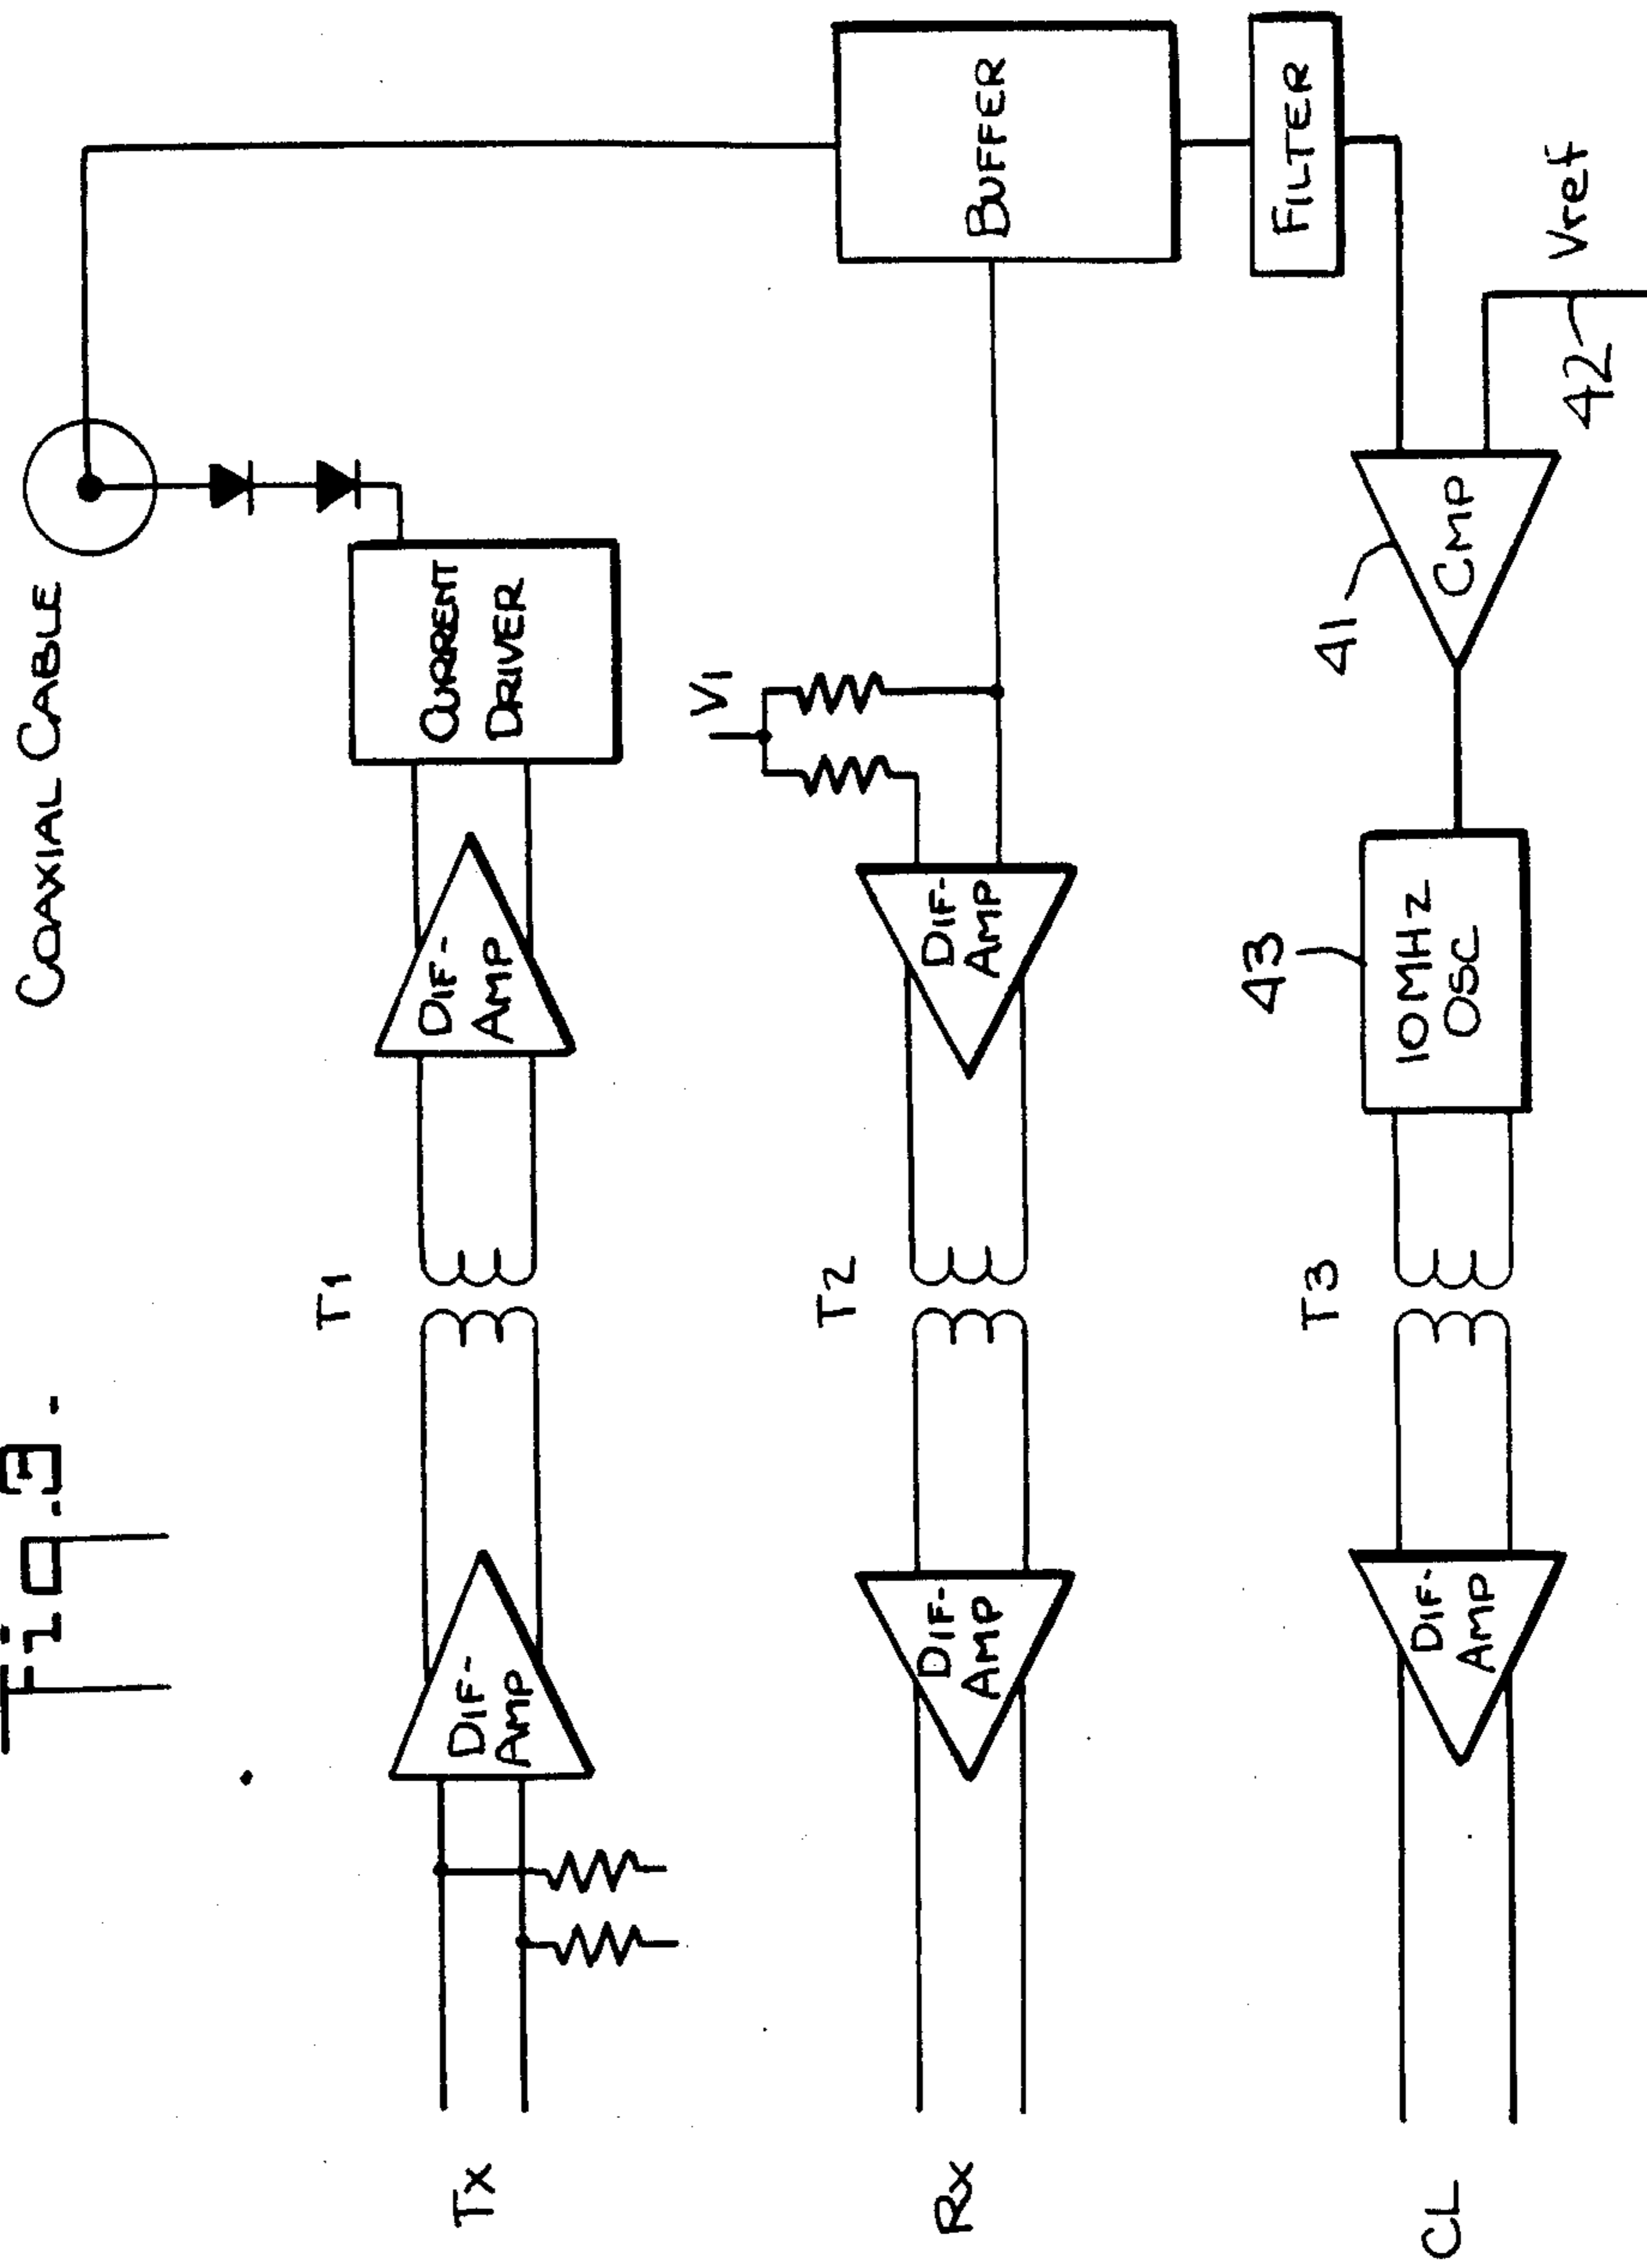 Fig. 3.
COAXIAL CABLE
Tx
DIF-
AMP
T1
DIF-
AMP
CURRENT
DRIVER
V1
Rx
DIF-
AMP
T2
DIF-
AMP
BUFFER
FILTER
CL
DIF-
AMP
T3
43
10MHz
OSC
41
CMP
42
Vref